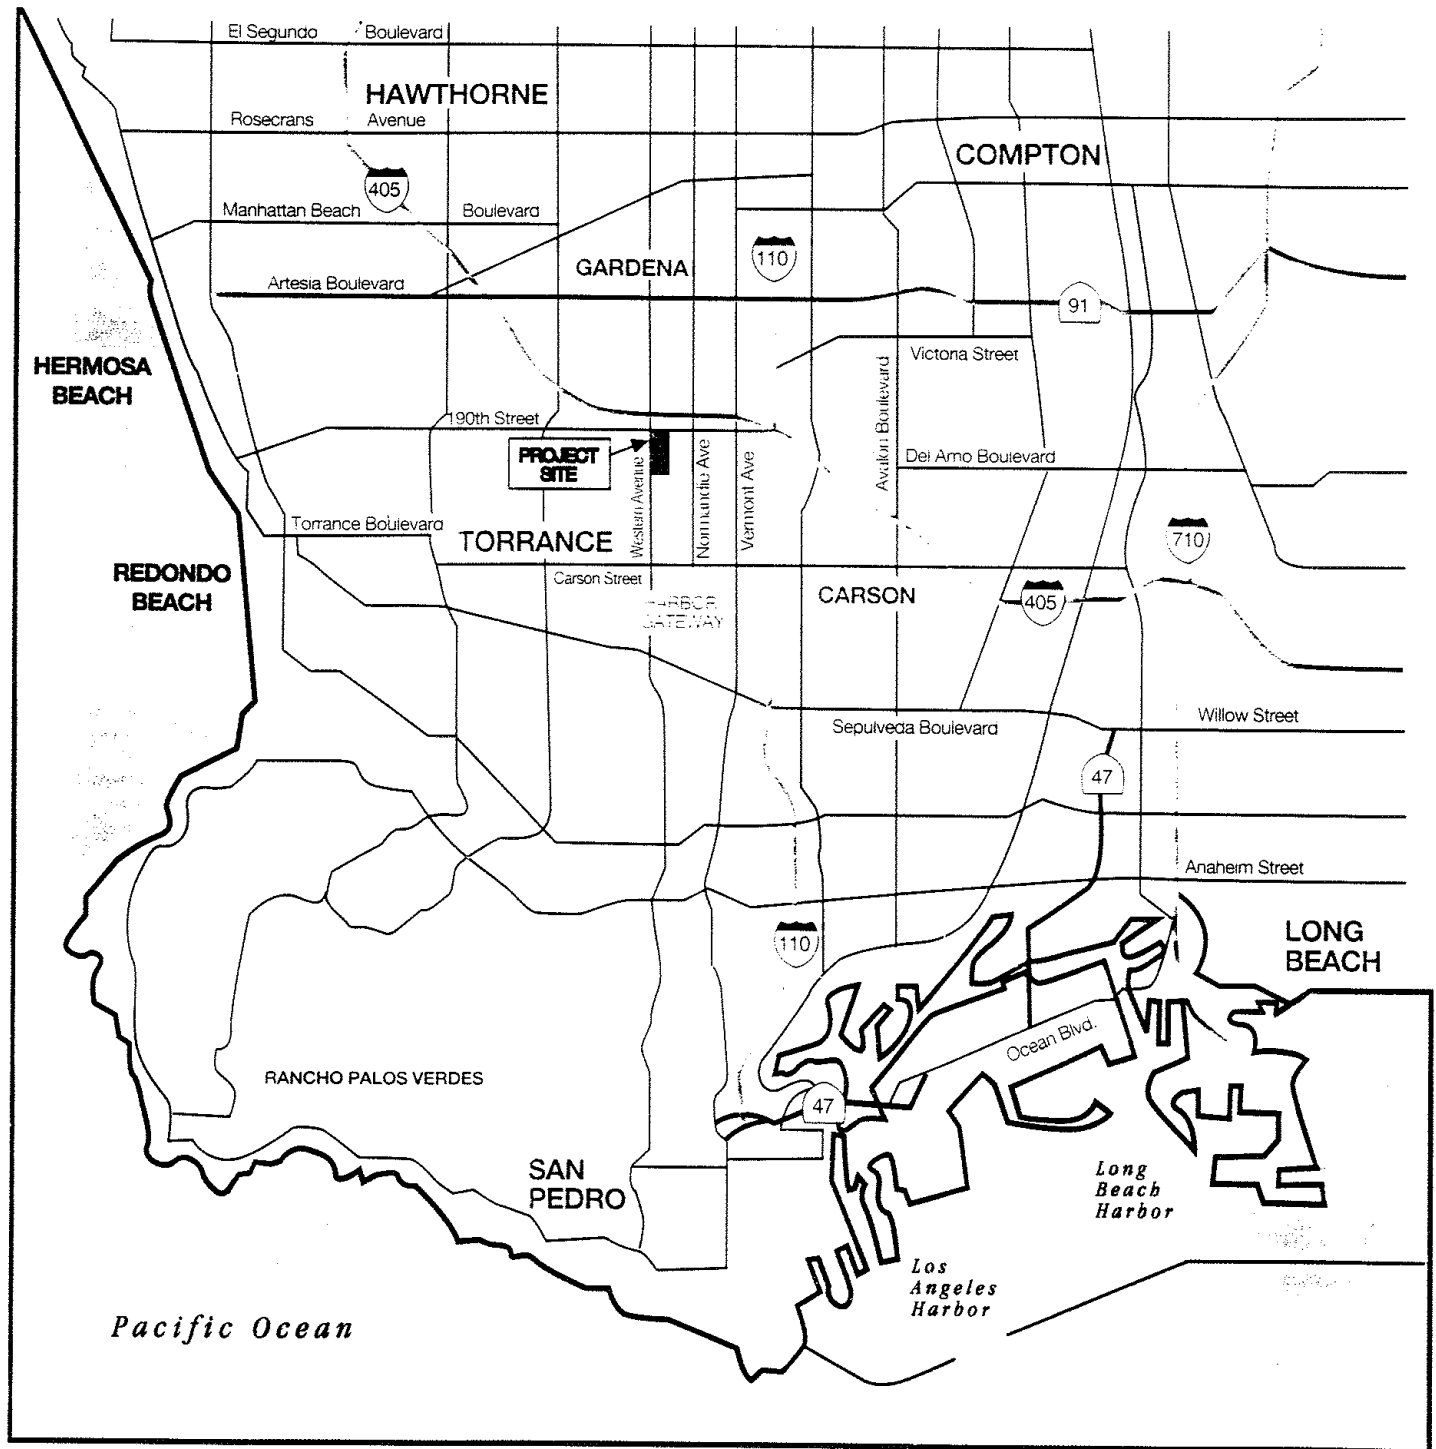 El Segundo Boulevard
HAWTHORNE
Rosecrans Avenue
COMPTON
405
Manhattan Beach Boulevard
110
GARDENA
Artesia Boulevard
91
Victoria Street
HERMOSA
BEACH
Avalon Boulevard
190th Street
PROJECT
SITE
Western Avenue
Normandie Ave
Vermont Ave
Del Amo Boulevard
Torrance Boulevard
TORRANCE
710
Carson Street
REDONDO
BEACH
CARSON
405
HARBOR
GATEWAY
Sepulveda Boulevard
Willow Street
47
Anaheim Street
110
LONG
BEACH
Ocean Blvd.
RANCHO PALOS VERDES
47
SAN
PEDRO
Long
Beach
Harbor
Los
Angeles
Harbor
Pacific Ocean